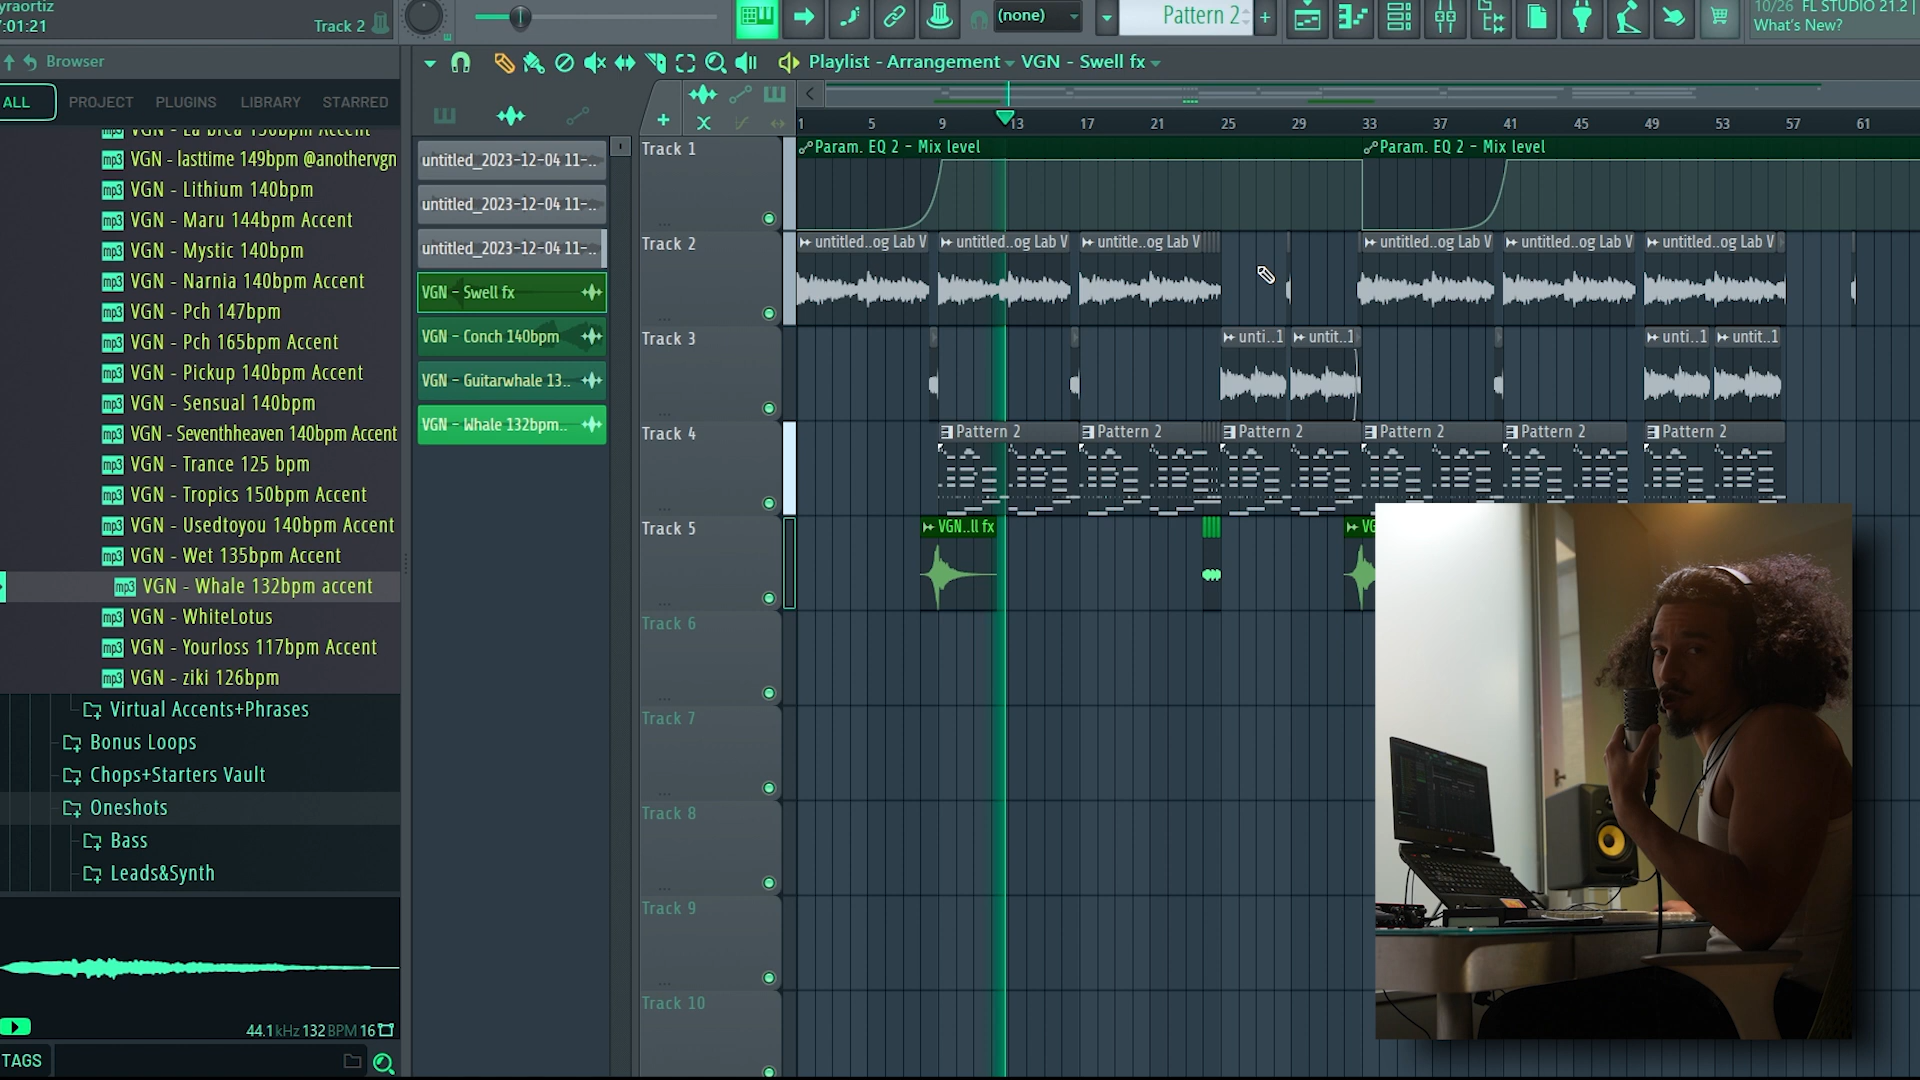 yraortiz
7:01:21
Track 2
(none)
Pattern 2
10/26 FL STUDIO 21.2 |
What's New?
Browser
Playlist - Arrangement
VGN - Swell fx
ALL
PROJECT
PLUGINS
LIBRARY
STARRED
VGN - La brea 150bpm Accent
VGN - lasttime 149bpm @anothervgn
VGN - Lithium 140bpm
VGN - Maru 144bpm Accent
VGN - Mystic 140bpm
VGN - Narnia 140bpm Accent
VGN - Pch 147bpm
VGN - Pch 165bpm Accent
VGN - Pickup 140bpm Accent
VGN - Sensual 140bpm
VGN - Seventhheaven 140bpm Accent
VGN - Trance 125 bpm
VGN - Tropics 150bpm Accent
VGN - Usedtoyou 140bpm Accent
VGN - Wet 135bpm Accent
VGN - Whale 132bpm accent
VGN - WhiteLotus
VGN - Yourloss 117bpm Accent
VGN - ziki 126bpm
Virtual Accents+Phrases
Bonus Loops
Chops+Starters Vault
Oneshots
Bass
Leads&Synth
44.1kHz 132 BPM 16
TAGS
untitled_2023-12-04 11-..
untitled_2023-12-04 11-..
untitled_2023-12-04 11-..
VGN - Swell fx
VGN - Conch 140bpm
VGN - Guitarwhale 13..
VGN - Whale 132bpm..
1 5 9 13 17 21 25 29 33 37 41 45 49 53 57 61
Track 1
Param. EQ 2 - Mix level
Param. EQ 2 - Mix level
Track 2
untitled..og Lab V
untitled..og Lab V
untitle..og Lab V
untitled..og Lab V
untitled..og Lab V
untitled..og Lab V
Track 3
unti..1
untit..1
unti..1
untit..1
Track 4
Pattern 2
Pattern 2
Pattern 2
Pattern 2
Pattern 2
Pattern 2
Track 5
VGN..ll fx
VG
Track 6
Track 7
Track 8
Track 9
Track 10